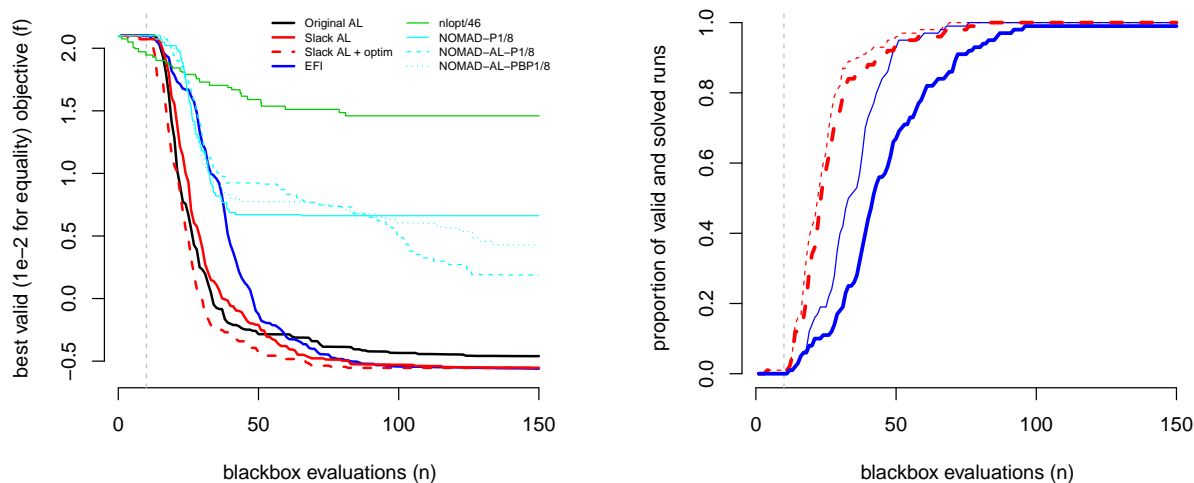 Original AL
Slack AL
Slack AL + optim
EFI
nlopt/46
NOMAD−P1/8
NOMAD−AL−P1/8
NOMAD−AL−PBP1/8
best valid (1e−2 for equality) objective (f)
2.0
1.5
1.0
0.5
0.0
−0.5
0 50 100 150
blackbox evaluations (n)
proportion of valid and solved runs
1.0
0.8
0.6
0.4
0.2
0.0
0 50 100 150
blackbox evaluations (n)